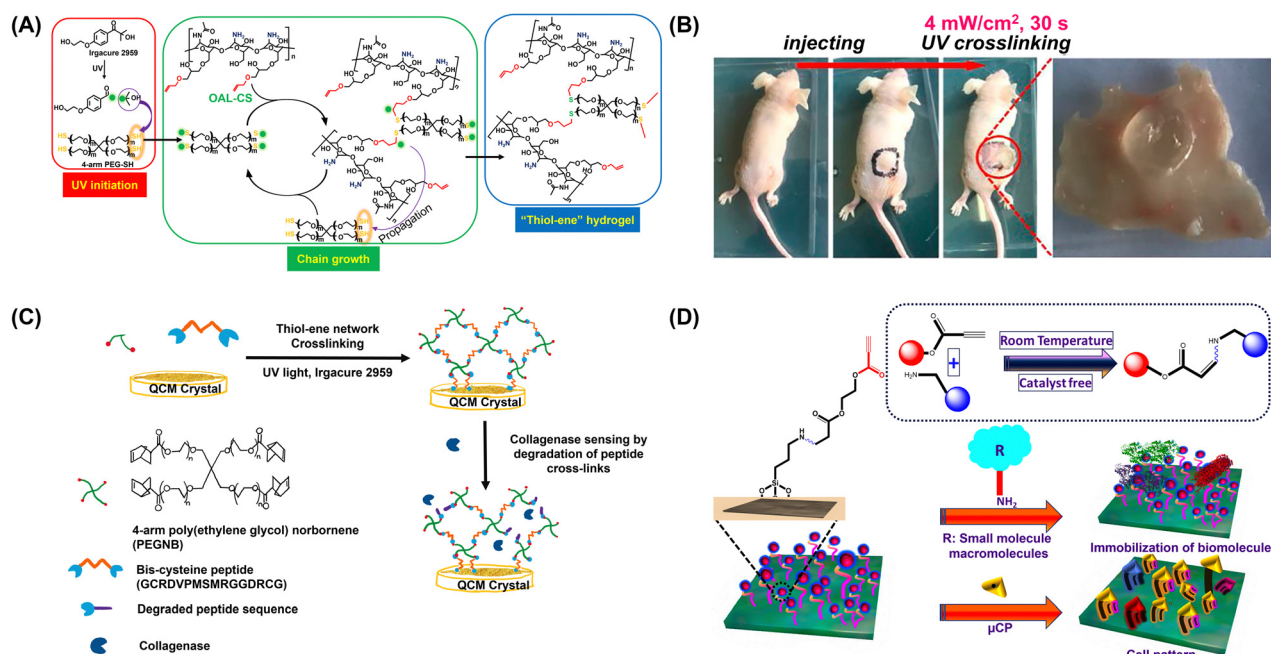 (A)
Irgacure 2959
UV
4-arm PEG-SH
UV initiation
OAL-CS
Propagation
Chain growth
"Thiol-ene" hydrogel
(B)
injecting
4 mW/cm², 30 s
UV crosslinking
(C)
QCM Crystal
Thiol-ene network
Crosslinking
UV light, Irgacure 2959
QCM Crystal
4-arm poly(ethylene glycol) norbornene
(PEGNB)
Bis-cysteine peptide
(GCRDVPMSMRGGDRCG)
Degraded peptide sequence
Collagenase
Collagenase sensing by
degradation of peptide
cross-links
QCM Crystal
(D)
Room Temperature
Catalyst free
R
NH₂
R: Small molecule
macromolecules
Immobilization of biomolecule
μCP